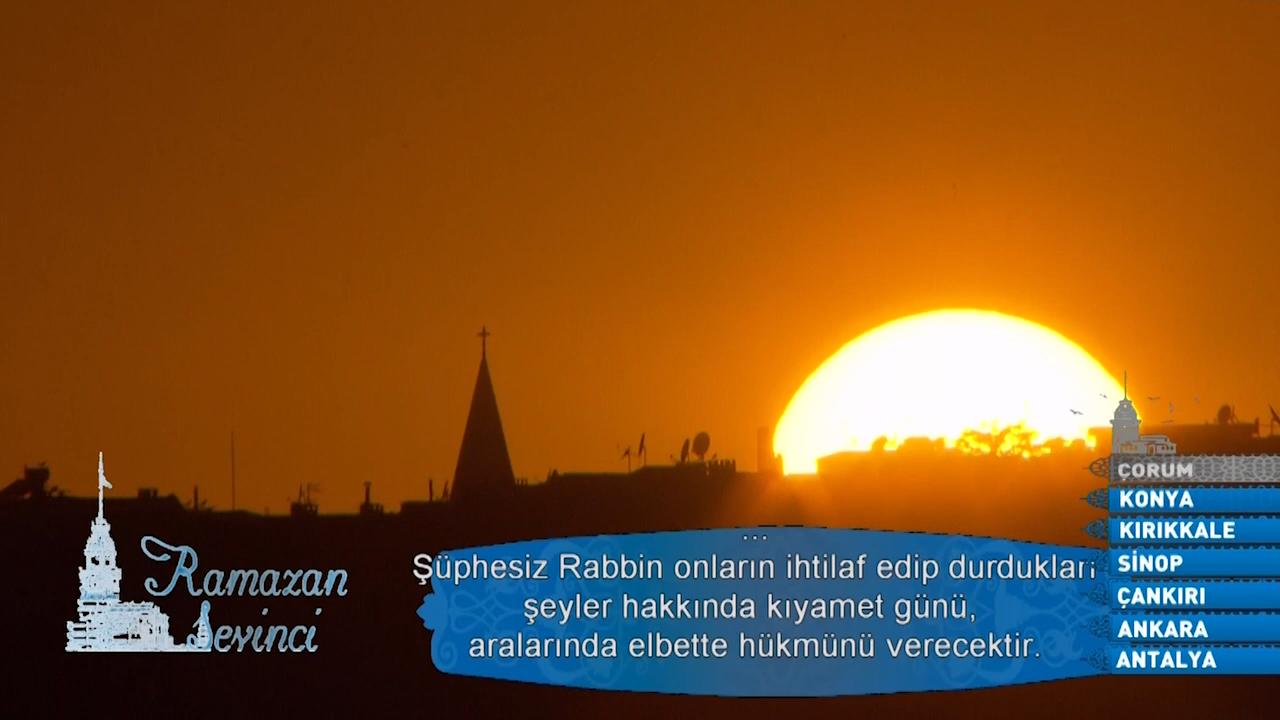 ...
Şüphesiz Rabbin onların ihtilaf edip durdukları
şeyler hakkında kıyamet günü,
aralarında elbette hükmünü verecektir.
Ramazan
Sevinci
ÇORUM
KONYA
KIRIKKALE
SİNOP
ÇANKIRI
ANKARA
ANTALYA